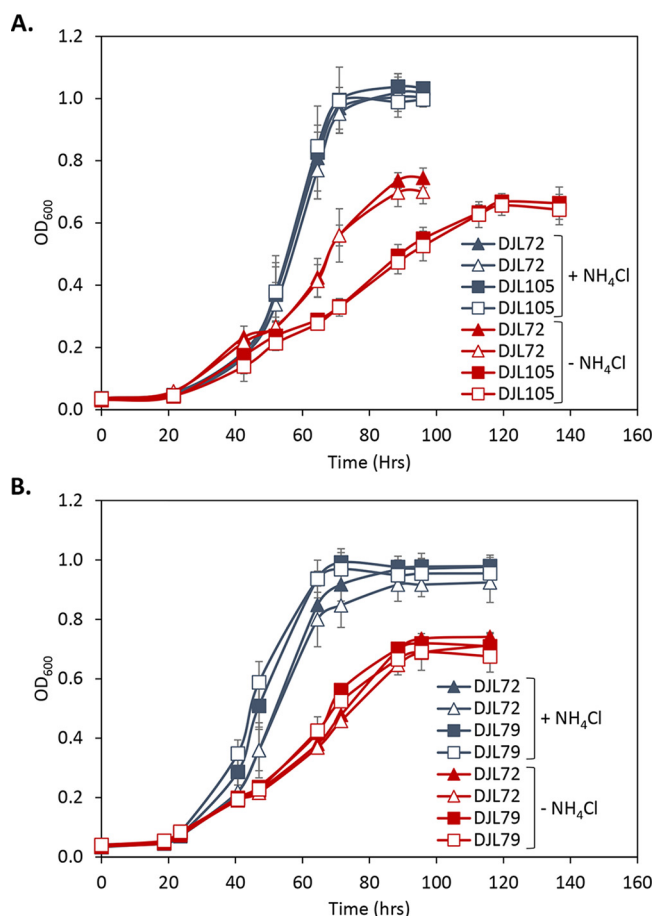 A.
1.2
1.0
0.8
0.6
0.4
0.2
0.0
OD600
0 20 40 60 80 100 120 140 160
Time (Hrs)
DJL72
DJL72
DJL105
DJL105
+ NH4Cl
DJL72
DJL72
DJL105
DJL105
- NH4Cl
B.
1.2
1.0
0.8
0.6
0.4
0.2
0.0
OD600
0 20 40 60 80 100 120 140 160
Time (hrs)
DJL72
DJL72
DJL79
DJL79
+ NH4Cl
DJL72
DJL72
DJL79
DJL79
- NH4Cl